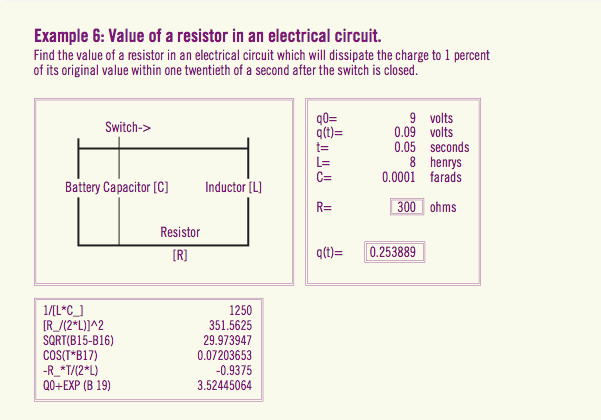 Example 6: Value of a resistor in an electrical circuit.
Find the value of a resistor in an electrical circuit which will dissipate the charge to 1 percent
of its original value within one twentieth of a second after the switch is closed.
Switch->
Battery Capacitor [C] Inductor [L]
Resistor
[R]
q0= 9 volts
q(t)= 0.09 volts
t= 0.05 seconds
L= 8 henrys
C= 0.0001 farads
R= 300 ohms
q(t)= 0.253889
1/[L*C_] 1250
[R_/(2*L)]^2 351.5625
SQRT(B15-B16) 29.973947
COS(T*B17) 0.07203653
-R_*T/(2*L) -0.9375
Q0+EXP (B 19) 3.52445064